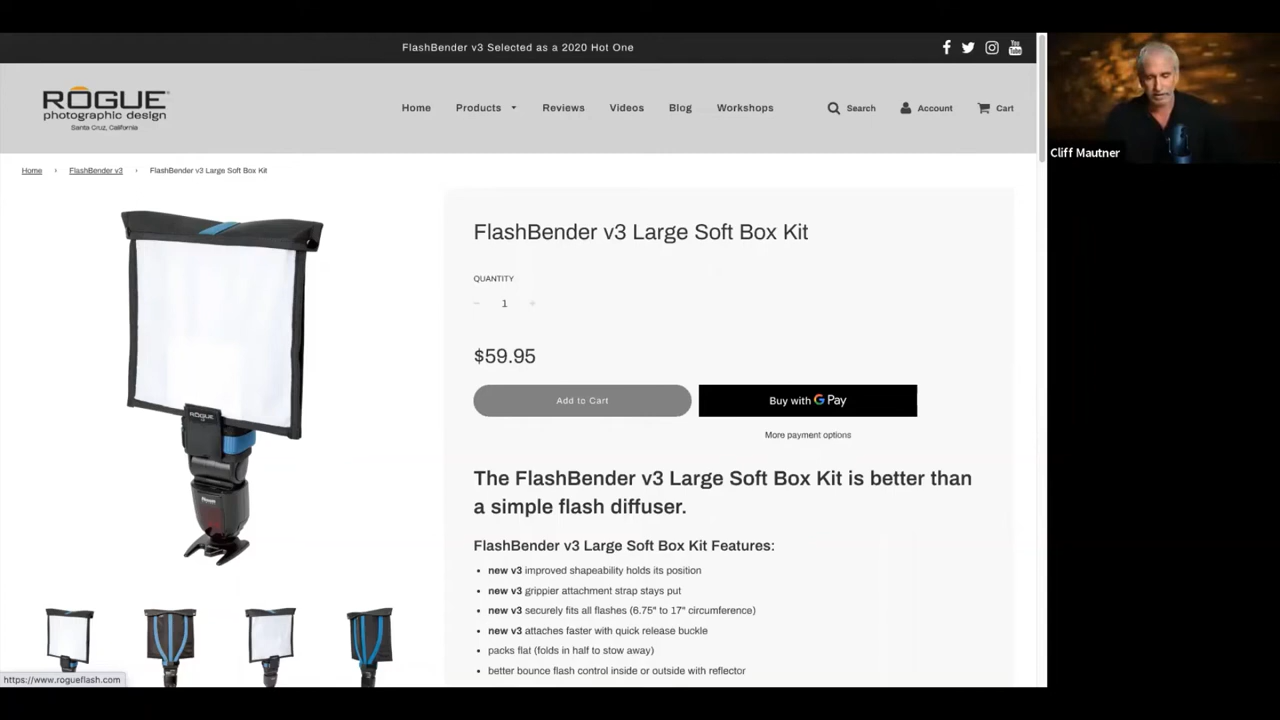 FlashBender v3 Selected as a 2020 Hot One
ROGUE
photographic design
Santa Cruz, California
Home
Products
Reviews
Videos
Blog
Workshops
Search
Account
Cart
Cliff Mautner
Home › FlashBender v3 › FlashBender v3 Large Soft Box Kit
ROGUE
FlashBender v3 Large Soft Box Kit
QUANTITY
− 1 +
$59.95
Add to Cart
Buy with G Pay
More payment options
The FlashBender v3 Large Soft Box Kit is better than
a simple flash diffuser.
FlashBender v3 Large Soft Box Kit Features:
• new v3 improved shapeability holds its position
• new v3 grippier attachment strap stays put
• new v3 securely fits all flashes (6.75" to 17" circumference)
• new v3 attaches faster with quick release buckle
• packs flat (folds in half to stow away)
• better bounce flash control inside or outside with reflector
https://www.rogueflash.com